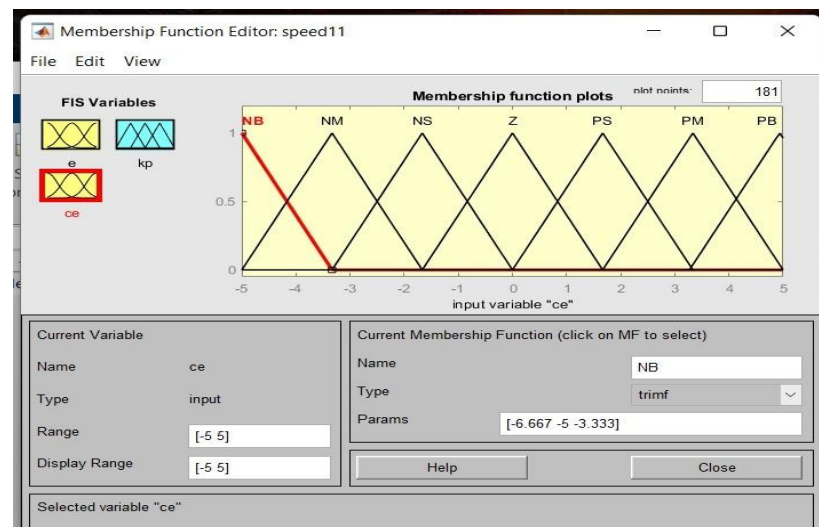 Membership Function Editor: speed11
File Edit View
FIS Variables
e
kp
ce
Membership function plots
plot points:
181
NB NM NS Z PS PM PB
1
0.5
0
-5 -4 -3 -2 -1 0 1 2 3 4 5
input variable "ce"
Current Variable
Name ce
Type input
Range [-5 5]
Display Range [-5 5]
Current Membership Function (click on MF to select)
Name NB
Type trimf
Params [-6.667 -5 -3.333]
Help Close
Selected variable "ce"